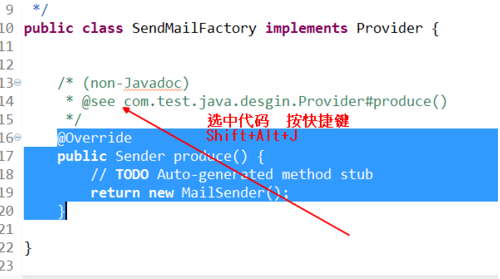 9 */
10 public class SendMailFactory implements Provider {
11
12
13 /* (non-Javadoc)
14 * @see com.test.java.desgin.Provider#produce()
15 */
选中代码 按快捷键
Shift+Alt+J
16 @Override
17 public Sender produce() {
18 // TODO Auto-generated method stub
19 return new MailSender();
20 }
21
22 }
23